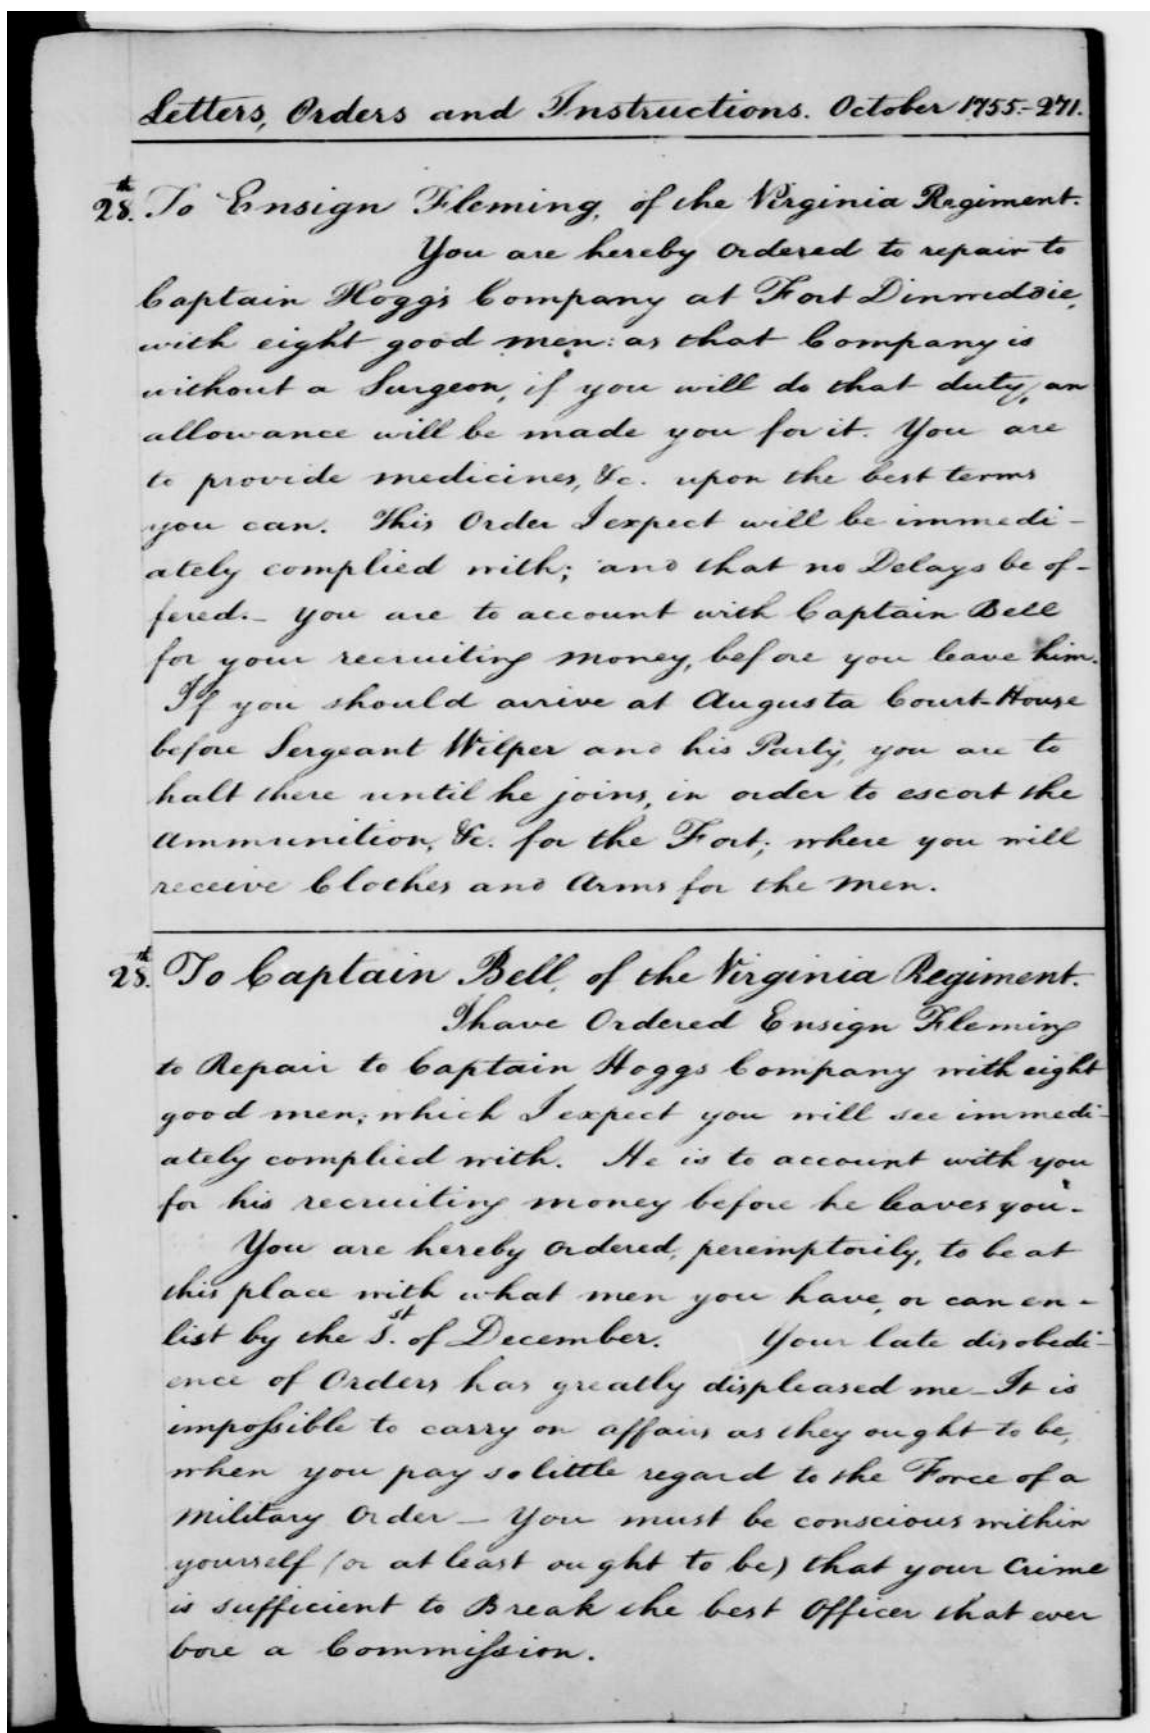 Letters, Orders and Instructions. October 1755.-271.
28.th To Ensign Fleming, of the Virginia Regiment.
You are hereby Ordered to repair to
Captain Hogg's Company at Fort Dinwiddie,
with eight good men: as that Company is
without a Surgeon, if you will do that duty, an
allowance will be made you for it. You are
to provide medicines, &c. upon the best terms
you can. This Order I expect will be immedi-
ately complied with; and that no Delays be of-
fered.- you are to account with Captain Bell
for your recruiting money, before you leave him.
If you should arrive at Augusta Court-House
before Sergeant Wilper and his Party, you are to
halt there until he joins, in order to escort the
Ammunition, &c. for the Fort; where you will
receive Clothes and Arms for the men.
28.th To Captain Bell, of the Virginia Regiment.
I have Ordered Ensign Fleming
to Repair to Captain Hoggs Company with eight
good men; which I expect you will see immedi-
ately complied with. He is to account with you
for his recruiting money before he leaves you.-
You are hereby Ordered, peremptorily, to be at
this place with what men you have, or can en-
list by the 1.st of December. Your late disobedi-
ence of Orders has greatly displeased me - It is
impossible to carry on affairs as they ought to be,
when you pay so little regard to the Force of a
military Order - You must be conscious within
yourself (or at least ought to be) that your Crime
is sufficient to Break the best Officer that ever
bore a Commission.